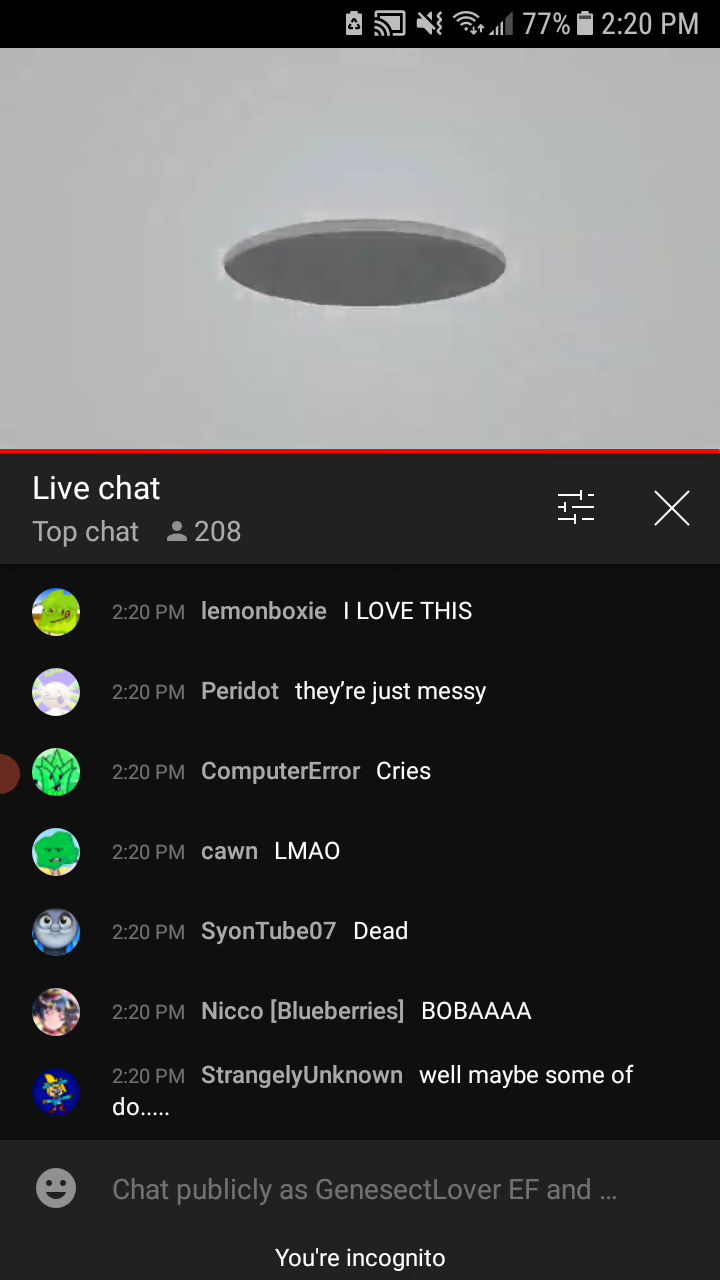 77% 2:20 PM
Live chat
Top chat 208
2:20 PM lemonboxie I LOVE THIS
2:20 PM Peridot they’re just messy
2:20 PM ComputerError Cries
2:20 PM cawn LMAO
2:20 PM SyonTube07 Dead
2:20 PM Nicco [Blueberries] BOBAAAA
2:20 PM StrangelyUnknown well maybe some of
do.....
Chat publicly as GenesectLover EF and ...
You're incognito